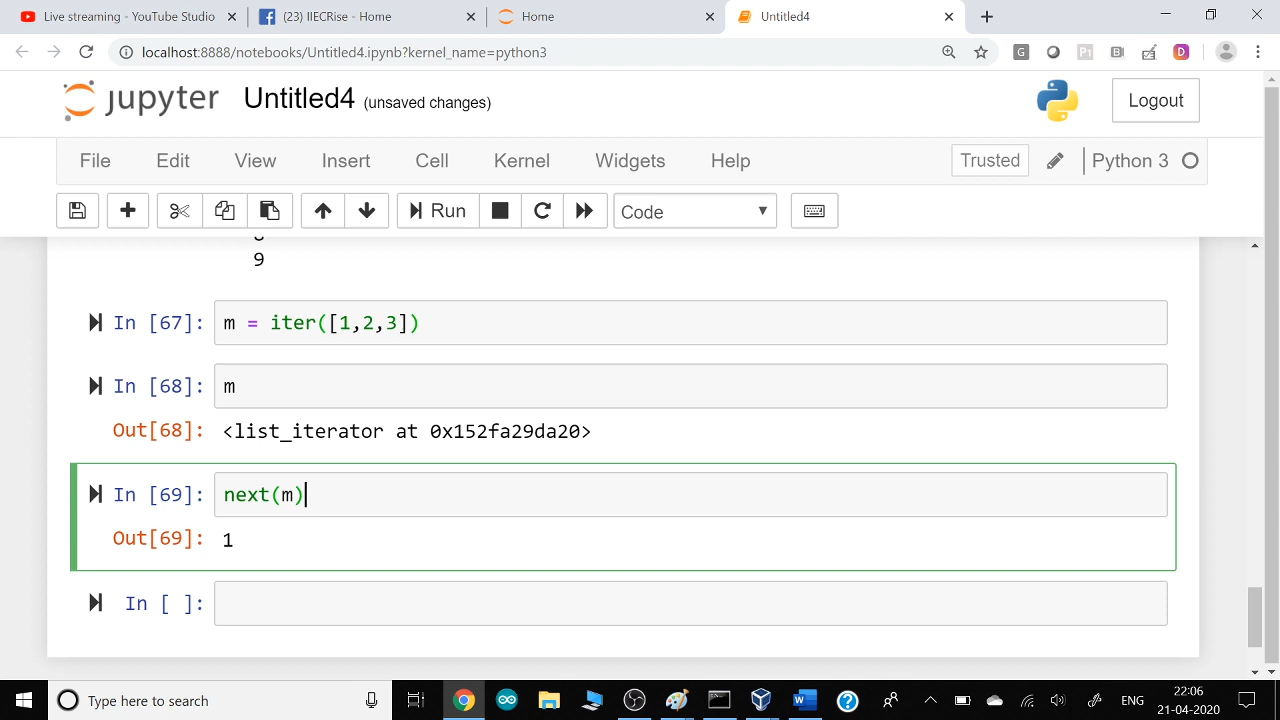 Live streaming - YouTube Studio
(23) IIECRise - Home
Home
Untitled4
localhost:8888/notebooks/Untitled4.ipynb?kernel_name=python3
jupyter Untitled4 (unsaved changes)
Logout
File Edit View Insert Cell Kernel Widgets Help
Trusted
Python 3
Run
Code
9
In [67]: m = iter([1,2,3])
In [68]: m
Out[68]: <list_iterator at 0x152fa29da20>
In [69]: next(m)
Out[69]: 1
In [ ]:
Type here to search
ENG
22:06
21-04-2020